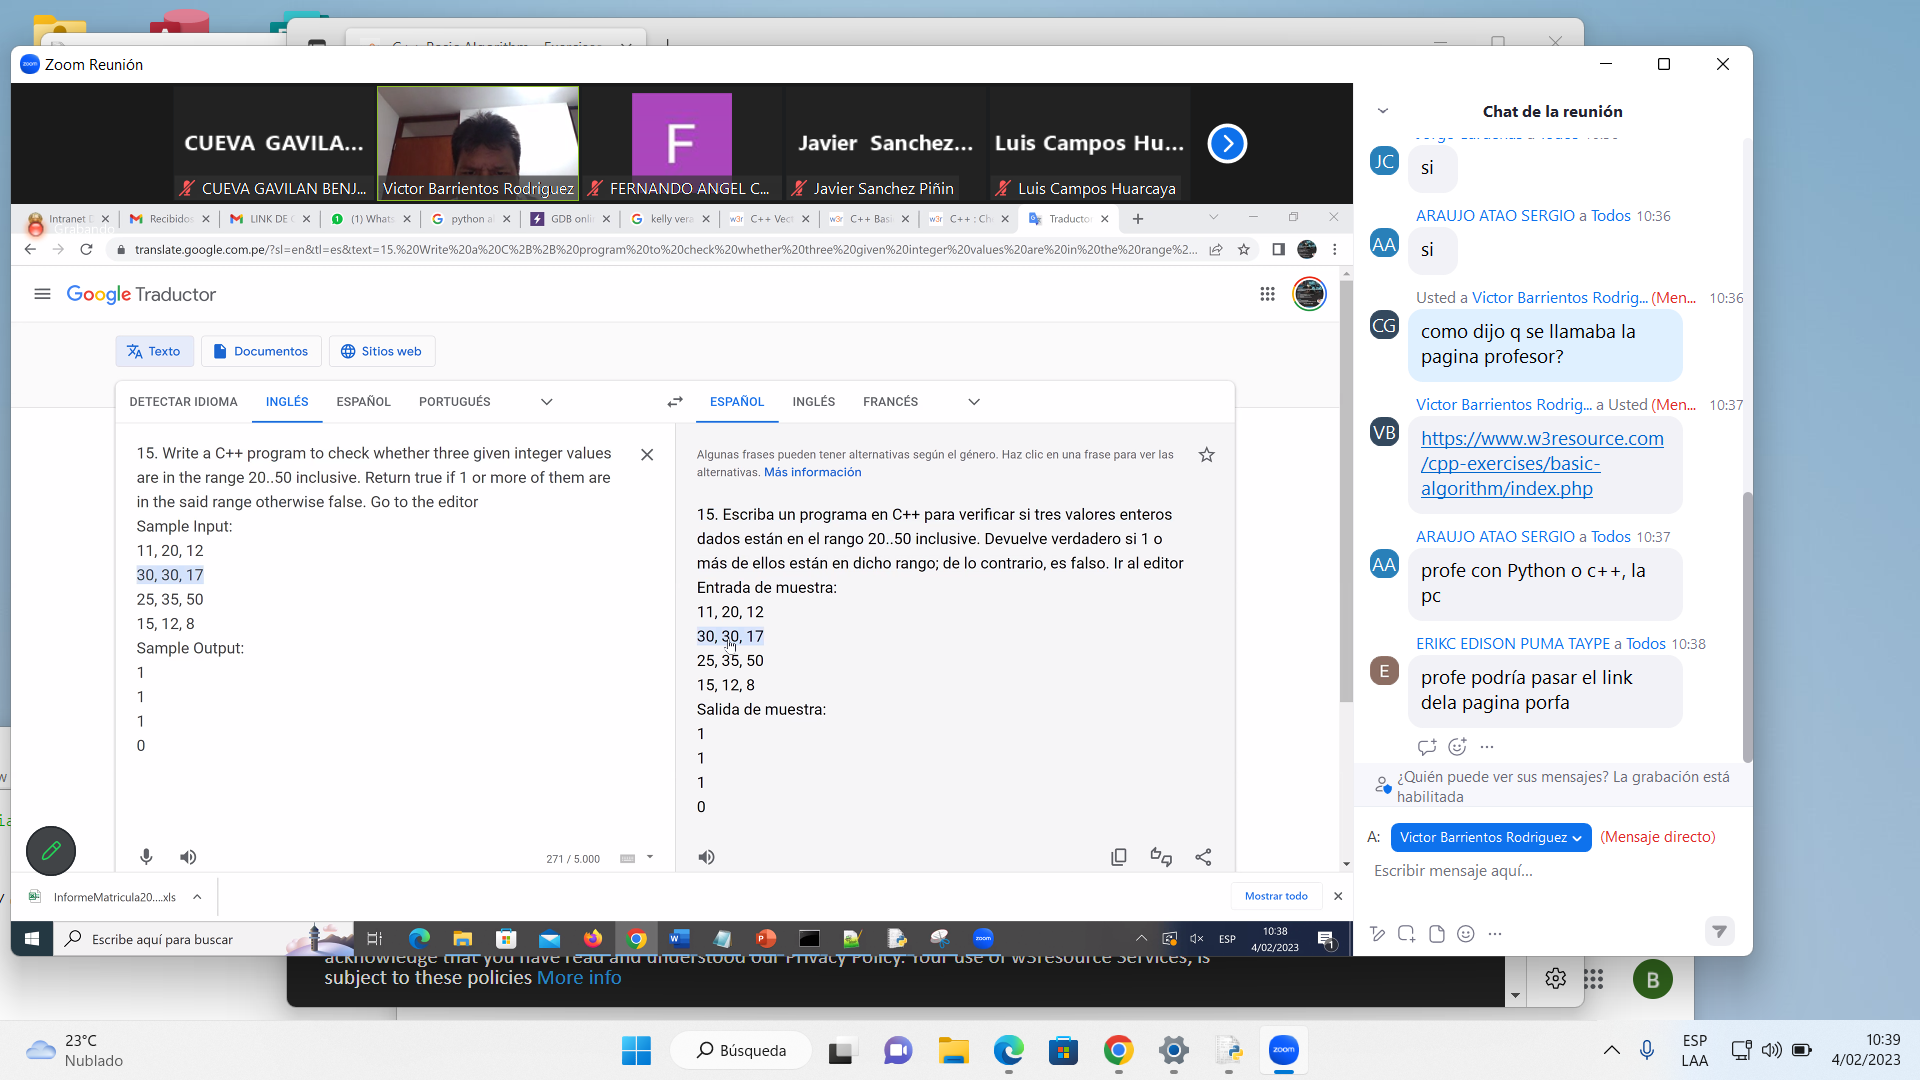 Zoom Reunión
CUEVA GAVILA...
CUEVA GAVILAN BENJ...
Victor Barrientos Rodriguez
F
FERNANDO ANGEL C...
Javier Sanchez...
Javier Sanchez Piñin
Luis Campos Hu...
Luis Campos Huarcaya
Grabando
Intranet D
Recibidos
LINK DE C
(1) Whats
python al
GDB onli
kelly vera
C++ Vect
C++ Basi
C++ : Ch
Traducto
translate.google.com.pe/?sl=en&tl=es&text=15.%20Write%20a%20C%2B%2B%20program%20to%20check%20whether%20three%20given%20integer%20values%20are%20in%20the%20range%2...
Google Traductor
Texto
Documentos
Sitios web
DETECTAR IDIOMA
INGLÉS
ESPAÑOL
PORTUGUÉS
ESPAÑOL
INGLÉS
FRANCÉS
15. Write a C++ program to check whether three given integer values
are in the range 20..50 inclusive. Return true if 1 or more of them are
in the said range otherwise false. Go to the editor
Sample Input:
11, 20, 12
30, 30, 17
25, 35, 50
15, 12, 8
Sample Output:
1
1
1
0
271 / 5.000
Algunas frases pueden tener alternativas según el género. Haz clic en una frase para ver las
alternativas. Más información
15. Escriba un programa en C++ para verificar si tres valores enteros
dados están en el rango 20..50 inclusive. Devuelve verdadero si 1 o
más de ellos están en dicho rango; de lo contrario, es falso. Ir al editor
Entrada de muestra:
11, 20, 12
30, 30, 17
25, 35, 50
15, 12, 8
Salida de muestra:
1
1
1
0
InformeMatricula20....xls
Mostrar todo
Escribe aquí para buscar
ESP
10:38
4/02/2023
1
Chat de la reunión
JC
si
ARAUJO ATAO SERGIO a Todos 10:36
AA
si
Usted a Victor Barrientos Rodrig... (Men... 10:36
CG
como dijo q se llamaba la
pagina profesor?
Victor Barrientos Rodrig... a Usted (Men... 10:37
VB
https://www.w3resource.com
/cpp-exercises/basic-
algorithm/index.php
ARAUJO ATAO SERGIO a Todos 10:37
AA
profe con Python o c++, la
pc
ERIKC EDISON PUMA TAYPE a Todos 10:38
E
profe podría pasar el link
dela pagina porfa
¿Quién puede ver sus mensajes? La grabación está
habilitada
A: Victor Barrientos Rodriguez (Mensaje directo)
Escribir mensaje aquí...
acknowledge that you have read and understood our Privacy Policy. Your use of w3resource Services, is
subject to these policies More info
B
23°C
Nublado
Búsqueda
zoom
ESP
LAA
10:39
4/02/2023